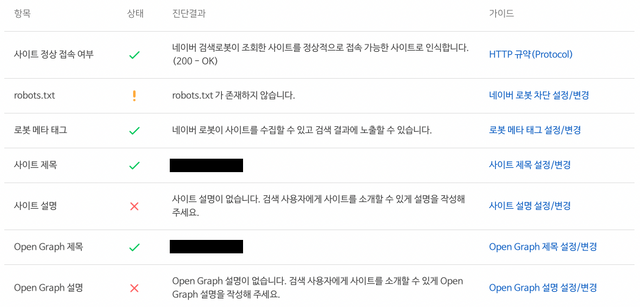 항목 상태 진단결과 가이드
사이트 정상 접속 여부 네이버 검색로봇이 조회한 사이트를 정상적으로 접속 가능한 사이트로 인식합니다. HTTP 규약(Protocol)
(200 - OK)
robots.txt robots.txt 가 존재하지 않습니다. 네이버 로봇 차단 설정/변경
로봇 메타 태그 네이버 로봇이 사이트를 수집할 수 있고 검색 결과에 노출할 수 있습니다. 로봇 메타 태그 설정/변경
사이트 제목 사이트 제목 설정/변경
사이트 설명 사이트 설명이 없습니다. 검색 사용자에게 사이트를 소개할 수 있게 설명을 작성해 사이트 설명 설정/변경
주세요.
Open Graph 제목 Open Graph 제목 설정/변경
Open Graph 설명 Open Graph 설명이 없습니다. 검색 사용자에게 사이트를 소개할 수 있게 Open Open Graph 설명 설정/변경
Graph 설명을 작성해 주세요.